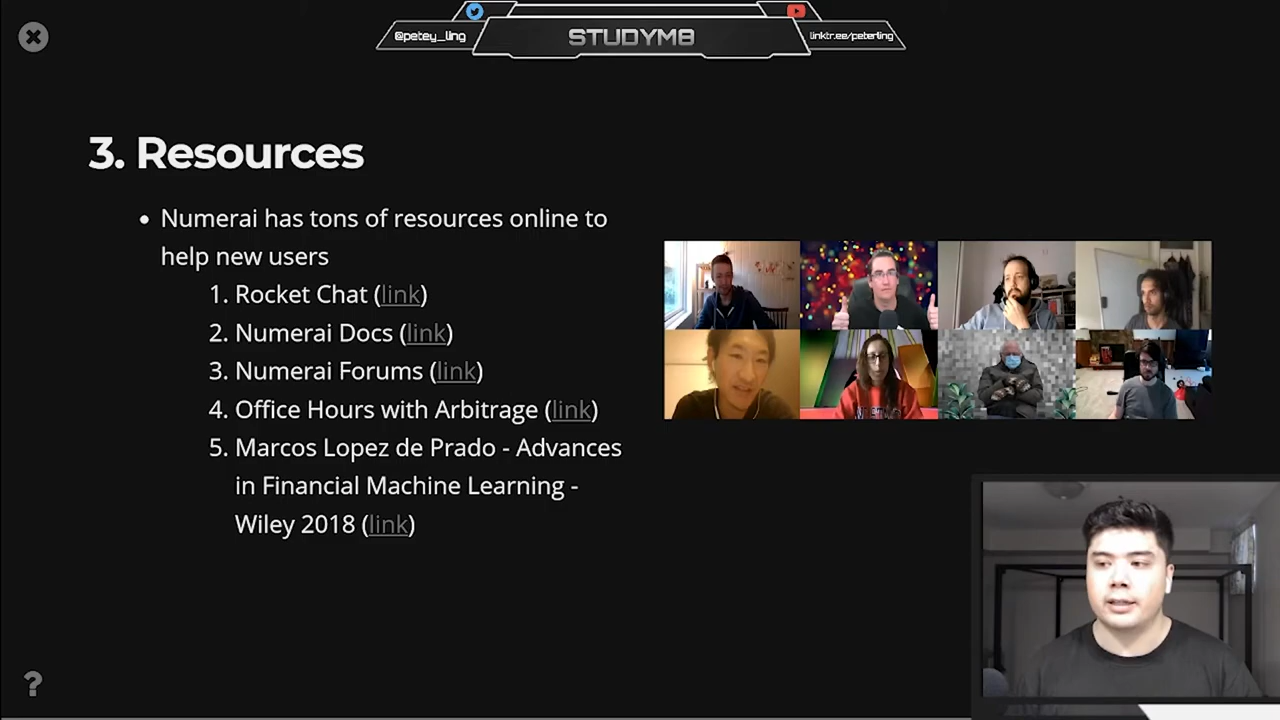 @petey_ling
STUDYM8
linktr.ee/peterling
3. Resources
• Numerai has tons of resources online to
help new users
1. Rocket Chat (link)
2. Numerai Docs (link)
3. Numerai Forums (link)
4. Office Hours with Arbitrage (link)
5. Marcos Lopez de Prado - Advances
in Financial Machine Learning -
Wiley 2018 (link)
?